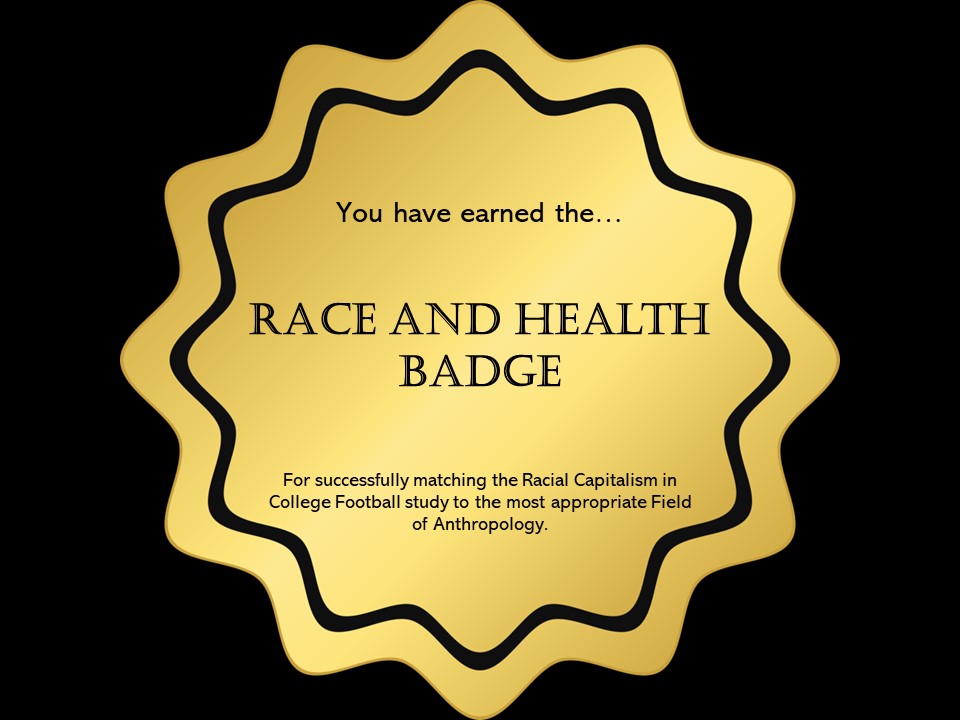 You have earned the...
RACE AND HEALTH
BADGE
For successfully matching the Racial Capitalism in
College Football study to the most appropriate Field
of Anthropology.